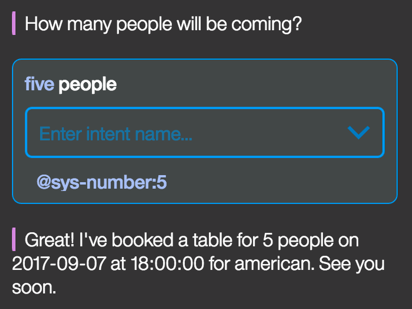 How many people will be coming?
five people
Enter intent name...
@sys-number:5
Great! I've booked a table for 5 people on
2017-09-07 at 18:00:00 for american. See you
soon.